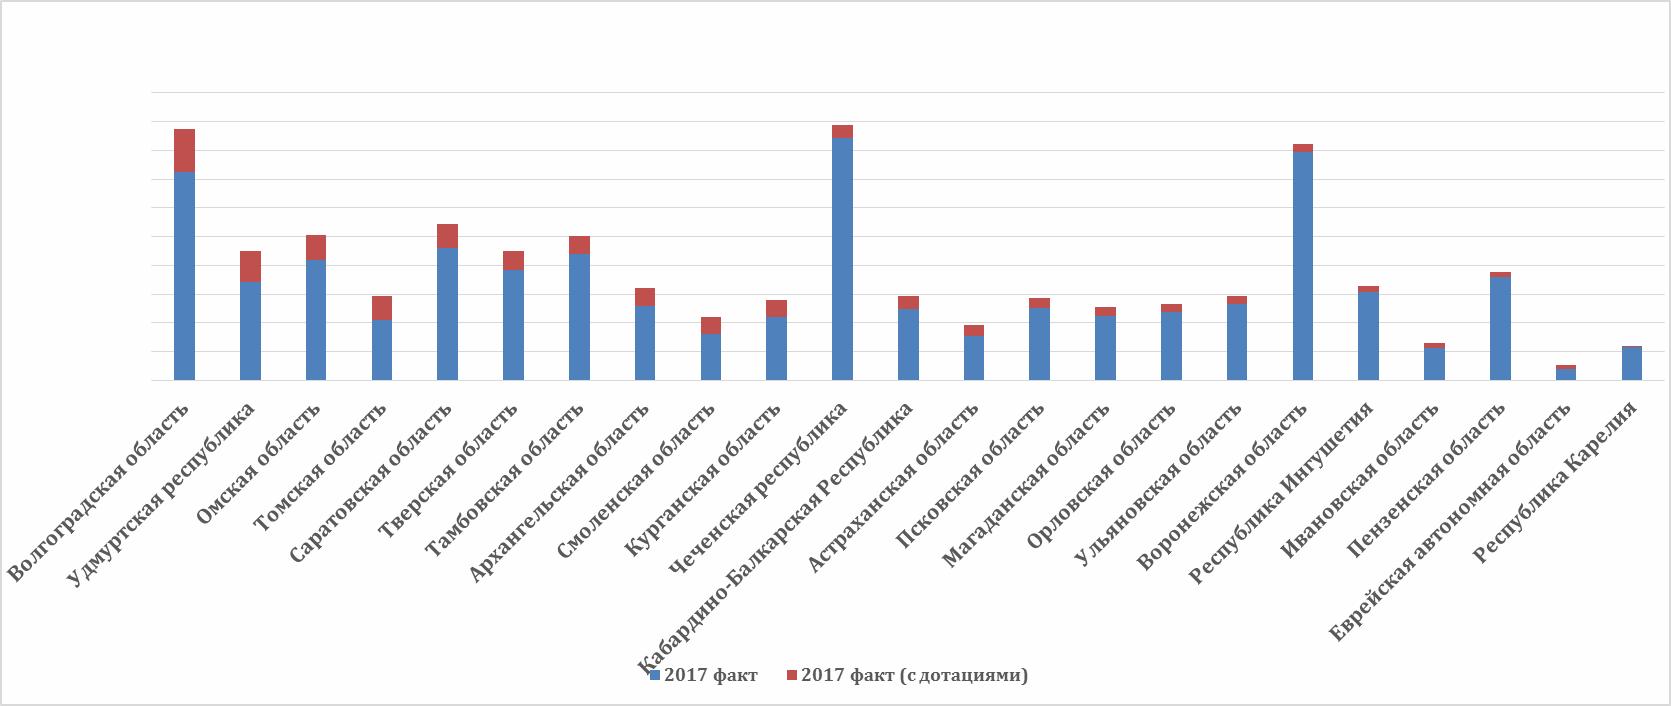 Волгоградская область
Удмуртская республика
Омская область
Томская область
Саратовская область
Тверская область
Тамбовская область
Архангельская область
Смоленская область
Курганская область
Чеченская республика
Кабардино-Балкарская Республика
Астраханская область
Псковская область
Магаданская область
Орловская область
Ульяновская область
Воронежская область
Республика Ингушетия
Ивановская область
Пензенская область
Еврейская автономная область
Республика Карелия
2017 факт
2017 факт (с дотациями)